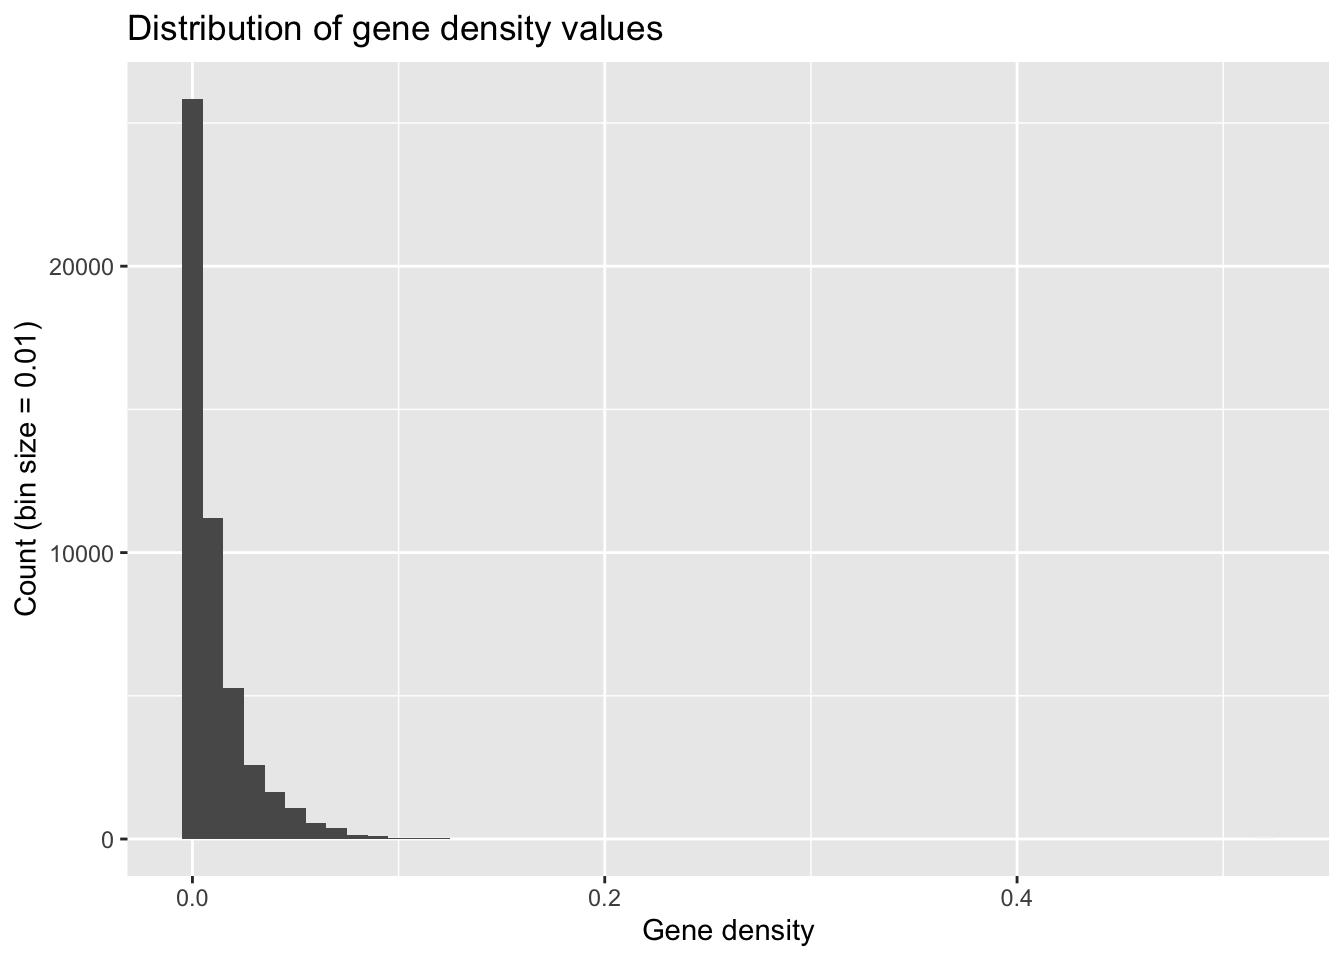 Distribution of gene density values
Count (bin size = 0.01)
20000
10000
0
0.0
0.2
0.4
Gene density